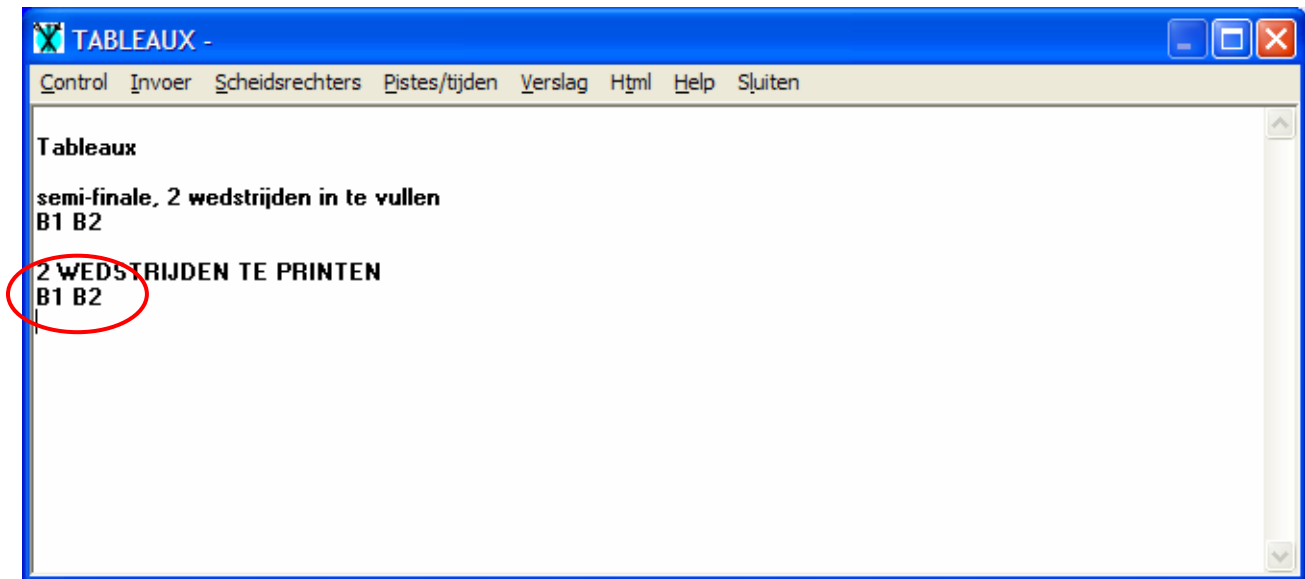 TABLEAUX -
Control Invoer Scheidsrechters Pistes/tijden Verslag Html Help Sluiten
Tableaux
semi-finale, 2 wedstrijden in te vullen
B1 B2
2 WEDSTRIJDEN TE PRINTEN
B1 B2